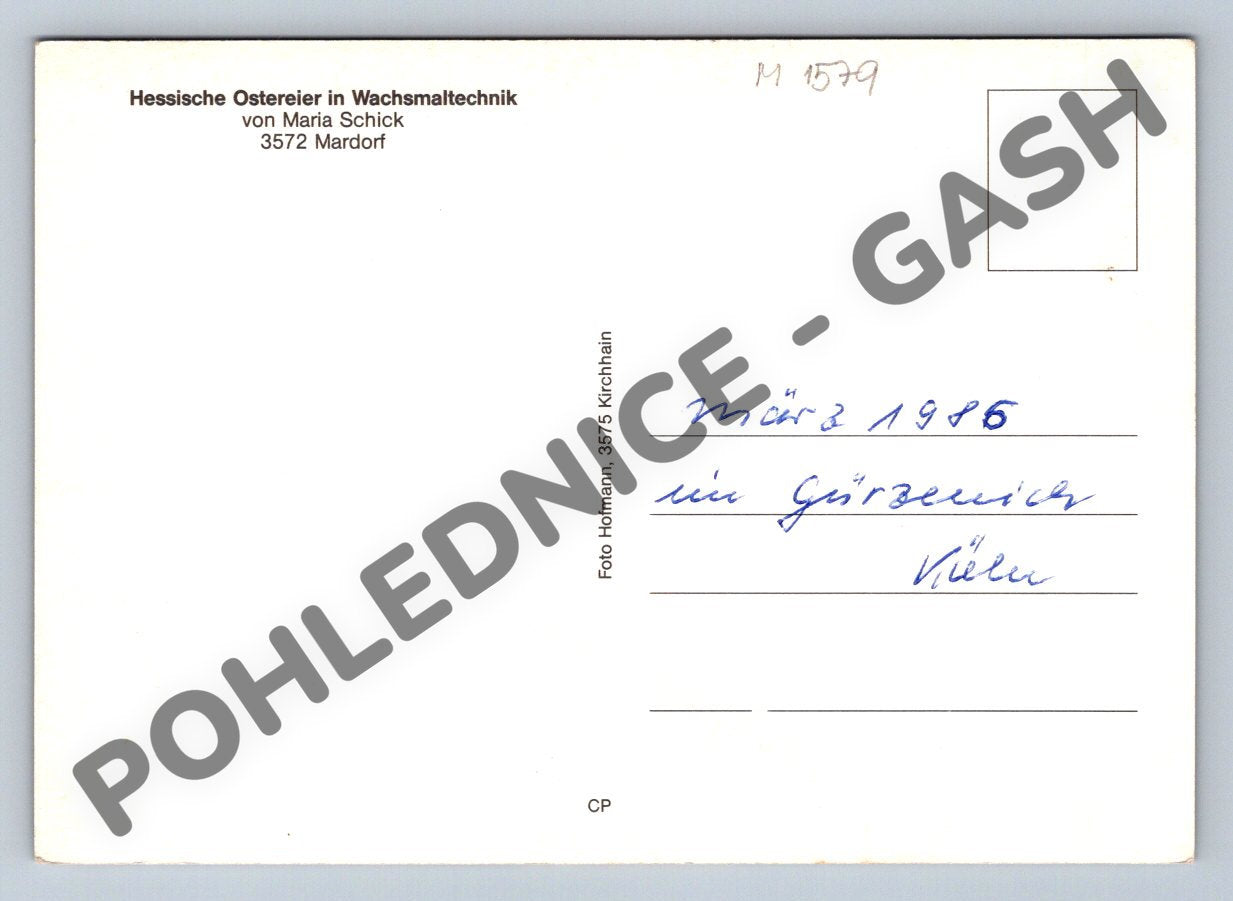 Hessische Ostereier in Wachsmaltechnik
von Maria Schick
3572 Mardorf
M 1579
Foto Hofmann, 3575 Kirchhain
März 1986
im Gürzenich
Köln
CP
POHLEDNICE - GASH